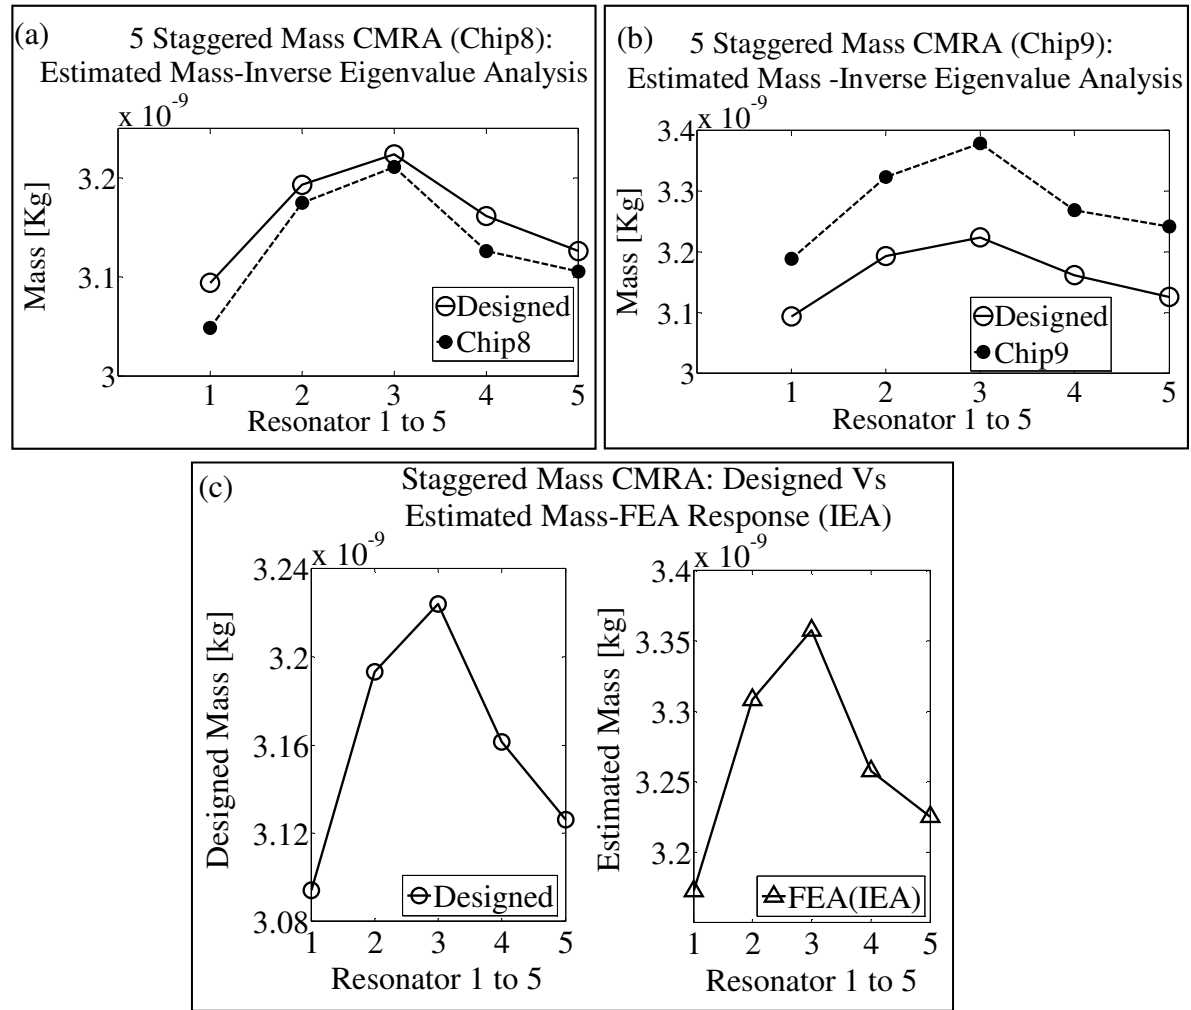 (a)
5 Staggered Mass CMRA (Chip8):
Estimated Mass-Inverse Eigenvalue Analysis
x 10-9
3.2
3.1
3
Mass [Kg]
Designed
Chip8
1 2 3 4 5
Resonator 1 to 5
(b)
5 Staggered Mass CMRA (Chip9):
Estimated Mass -Inverse Eigenvalue Analysis
x 10-9
3.4
3.3
3.2
3.1
3
Mass [Kg]
Designed
Chip9
1 2 3 4 5
Resonator 1 to 5
(c)
Staggered Mass CMRA: Designed Vs
Estimated Mass-FEA Response (IEA)
x 10-9
3.24
3.2
3.16
3.12
3.08
Designed Mass [kg]
Designed
1 2 3 4 5
Resonator 1 to 5
x 10-9
3.4
3.35
3.3
3.25
3.2
Estimated Mass [kg]
FEA(IEA)
1 2 3 4 5
Resonator 1 to 5